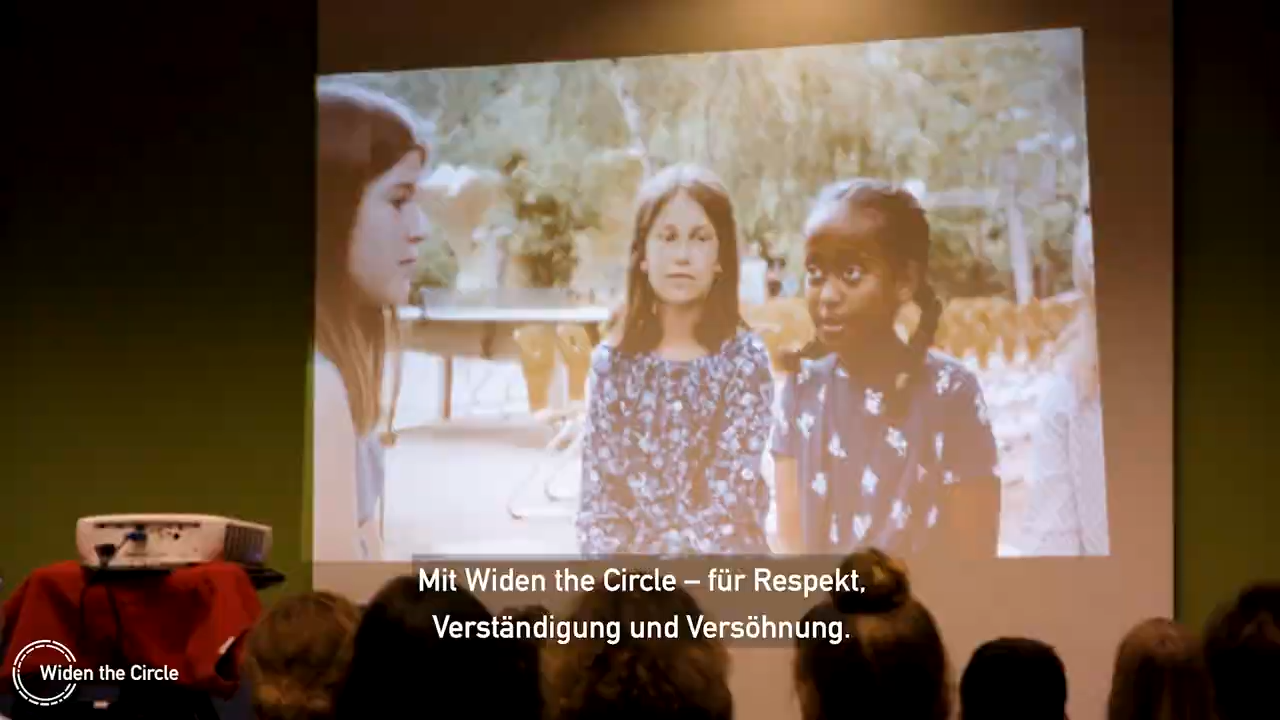 Mit Widen the Circle – für Respekt,
Verständigung und Versöhnung.
Widen the Circle